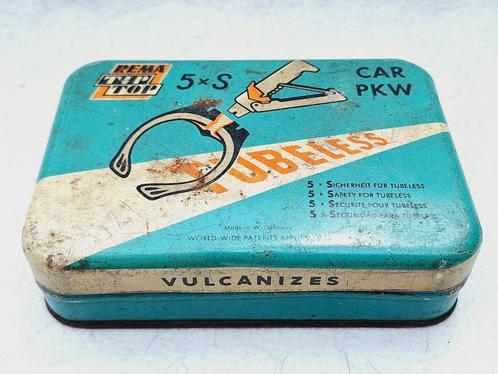 REMA
TIP
TOP
5×S
CAR
PKW
TUBELESS
5 × SICHERHEIT FÜR TUBELESS
5 × SAFETY FOR TUBELESS
5 × SECURITE POUR TUBELESS
5 × SEGURIDAD PARA TUBELESS
Made in W. Germany
WORLD-WIDE PATENTS APPLIED
VULCANIZES